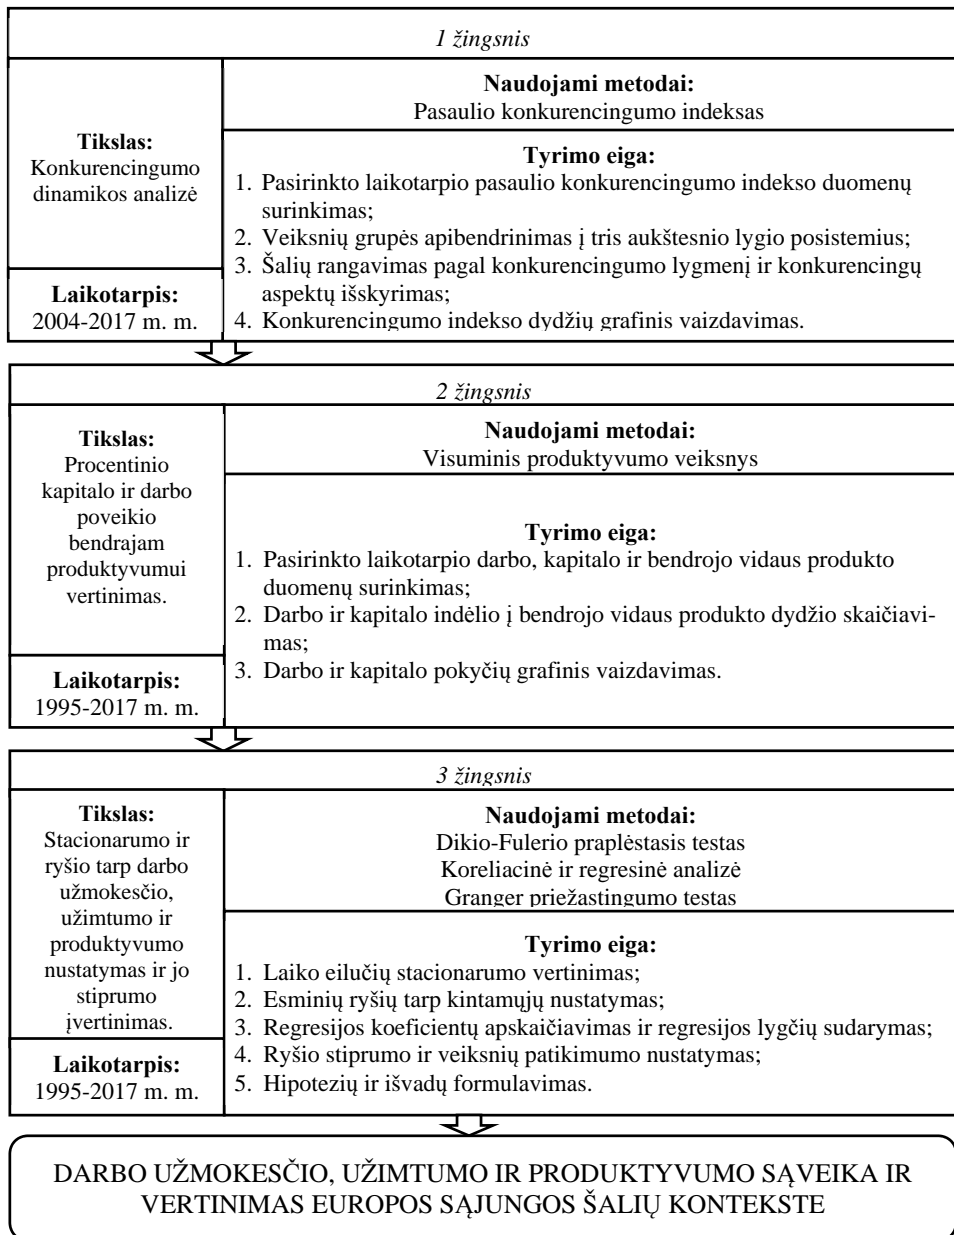 1 žingsnis
Tikslas:
Konkurencingumo
dinamikos analizė
Laikotarpis:
2004-2017 m. m.
Naudojami metodai:
Pasaulio konkurencingumo indeksas
Tyrimo eiga:
1. Pasirinkto laikotarpio pasaulio konkurencingumo indekso duomenų
surinkimas;
2. Veiksnių grupės apibendrinimas į tris aukštesnio lygio posistemius;
3. Šalių rangavimas pagal konkurencingumo lygmenį ir konkurencingų
aspektų išskyrimas;
4. Konkurencingumo indekso dydžių grafinis vaizdavimas.
2 žingsnis
Tikslas:
Procentinio
kapitalo ir darbo
poveikio
bendrajam
produktyvumui
vertinimas.
Laikotarpis:
1995-2017 m. m.
Naudojami metodai:
Visuminis produktyvumo veiksnys
Tyrimo eiga:
1. Pasirinkto laikotarpio darbo, kapitalo ir bendrojo vidaus produkto
duomenų surinkimas;
2. Darbo ir kapitalo indėlio į bendrojo vidaus produkto dydžio skaičiavi-
mas;
3. Darbo ir kapitalo pokyčių grafinis vaizdavimas.
3 žingsnis
Tikslas:
Stacionarumo ir
ryšio tarp darbo
užmokesčio,
užimtumo ir
produktyvumo
nustatymas ir jo
stiprumo
įvertinimas.
Laikotarpis:
1995-2017 m. m.
Naudojami metodai:
Dikio-Fulerio praplėstasis testas
Koreliacinė ir regresinė analizė
Granger priežastingumo testas
Tyrimo eiga:
1. Laiko eilučių stacionarumo vertinimas;
2. Esminių ryšių tarp kintamųjų nustatymas;
3. Regresijos koeficientų apskaičiavimas ir regresijos lygčių sudarymas;
4. Ryšio stiprumo ir veiksnių patikimumo nustatymas;
5. Hipotezių ir išvadų formulavimas.
DARBO UŽMOKESČIO, UŽIMTUMO IR PRODUKTYVUMO SĄVEIKA IR
VERTINIMAS EUROPOS SĄJUNGOS ŠALIŲ KONTEKSTE